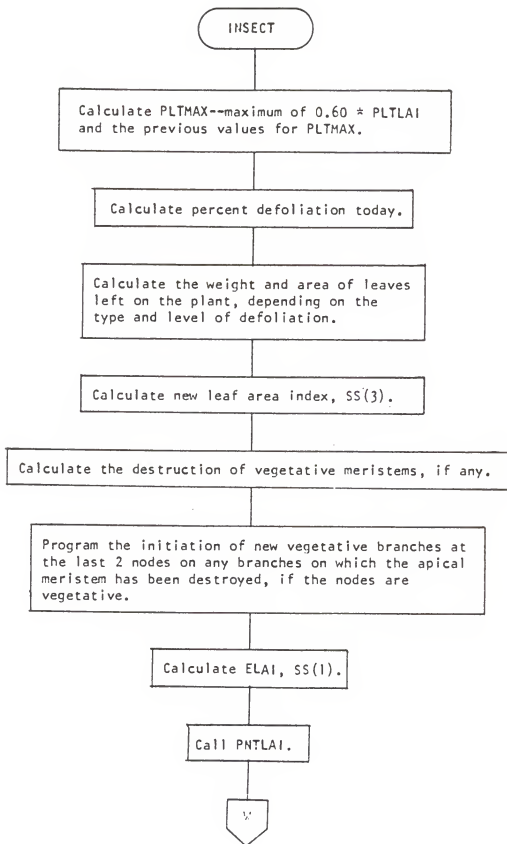 INSECT
Calculate PLTMAX--maximum of 0.60 * PLTLAI
and the previous values for PLTMAX.
Calculate percent defoliation today.
Calculate the weight and area of leaves
left on the plant, depending on the
type and level of defoliation.
Calculate new leaf area index, SS(3).
Calculate the destruction of vegetative meristems, if any.
Program the initiation of new vegetative branches at
the last 2 nodes on any branches on which the apical
meristem has been destroyed, if the nodes are
vegetative.
Calculate ELAI, SS(1).
Call PNTLAI.